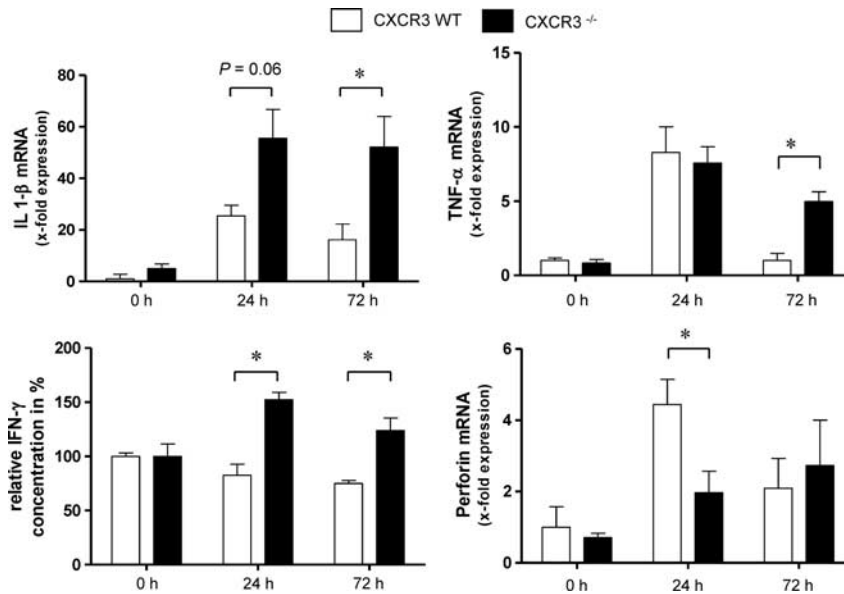 CXCR3 WT CXCR3 -/-
IL 1-β mRNA
(x-fold expression)
80
60
40
20
0
P = 0.06
*
0 h 24 h 72 h
TNF-α mRNA
(x-fold expression)
15
10
5
0
*
0 h 24 h 72 h
relative IFN-γ
concentration in %
200
150
100
50
0
*
*
0 h 24 h 72 h
Perforin mRNA
(x-fold expression)
6
4
2
0
*
0 h 24 h 72 h